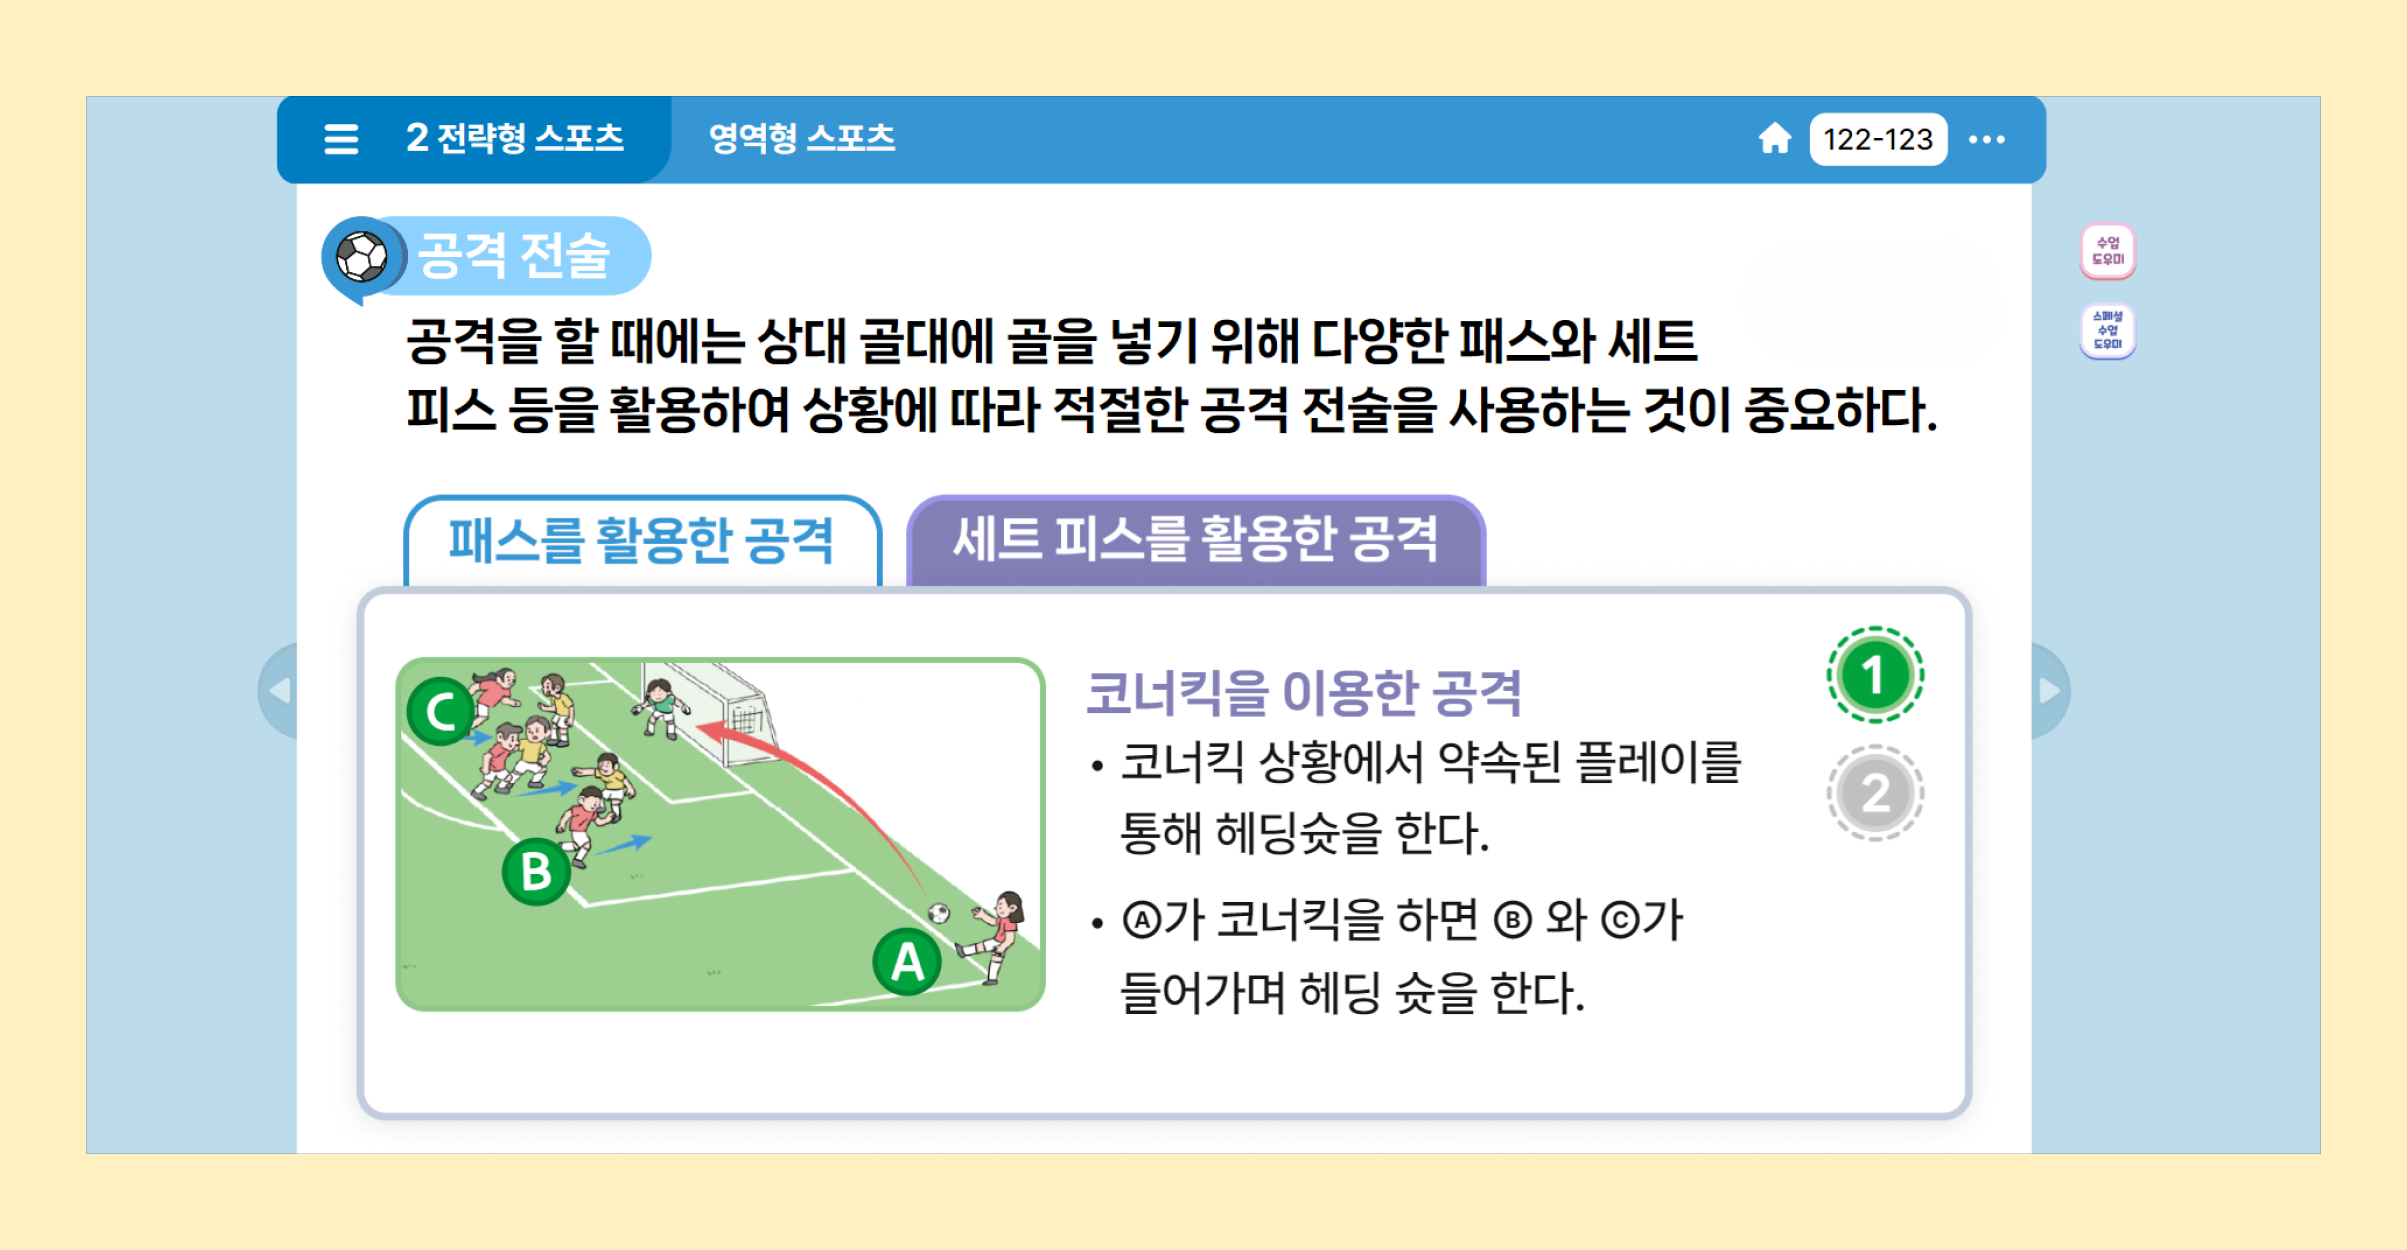 2 전략형 스포츠
영역형 스포츠
122-123
수업
도우미
스페셜
수업
도우미
공격 전술
공격을 할 때에는 상대 골대에 골을 넣기 위해 다양한 패스와 세트
피스 등을 활용하여 상황에 따라 적절한 공격 전술을 사용하는 것이 중요하다.
패스를 활용한 공격
세트 피스를 활용한 공격
C
B
A
코너킥을 이용한 공격
• 코너킥 상황에서 약속된 플레이를
통해 헤딩슛을 한다.
• Ⓐ가 코너킥을 하면 Ⓑ 와 Ⓒ가
들어가며 헤딩 슛을 한다.
1
2